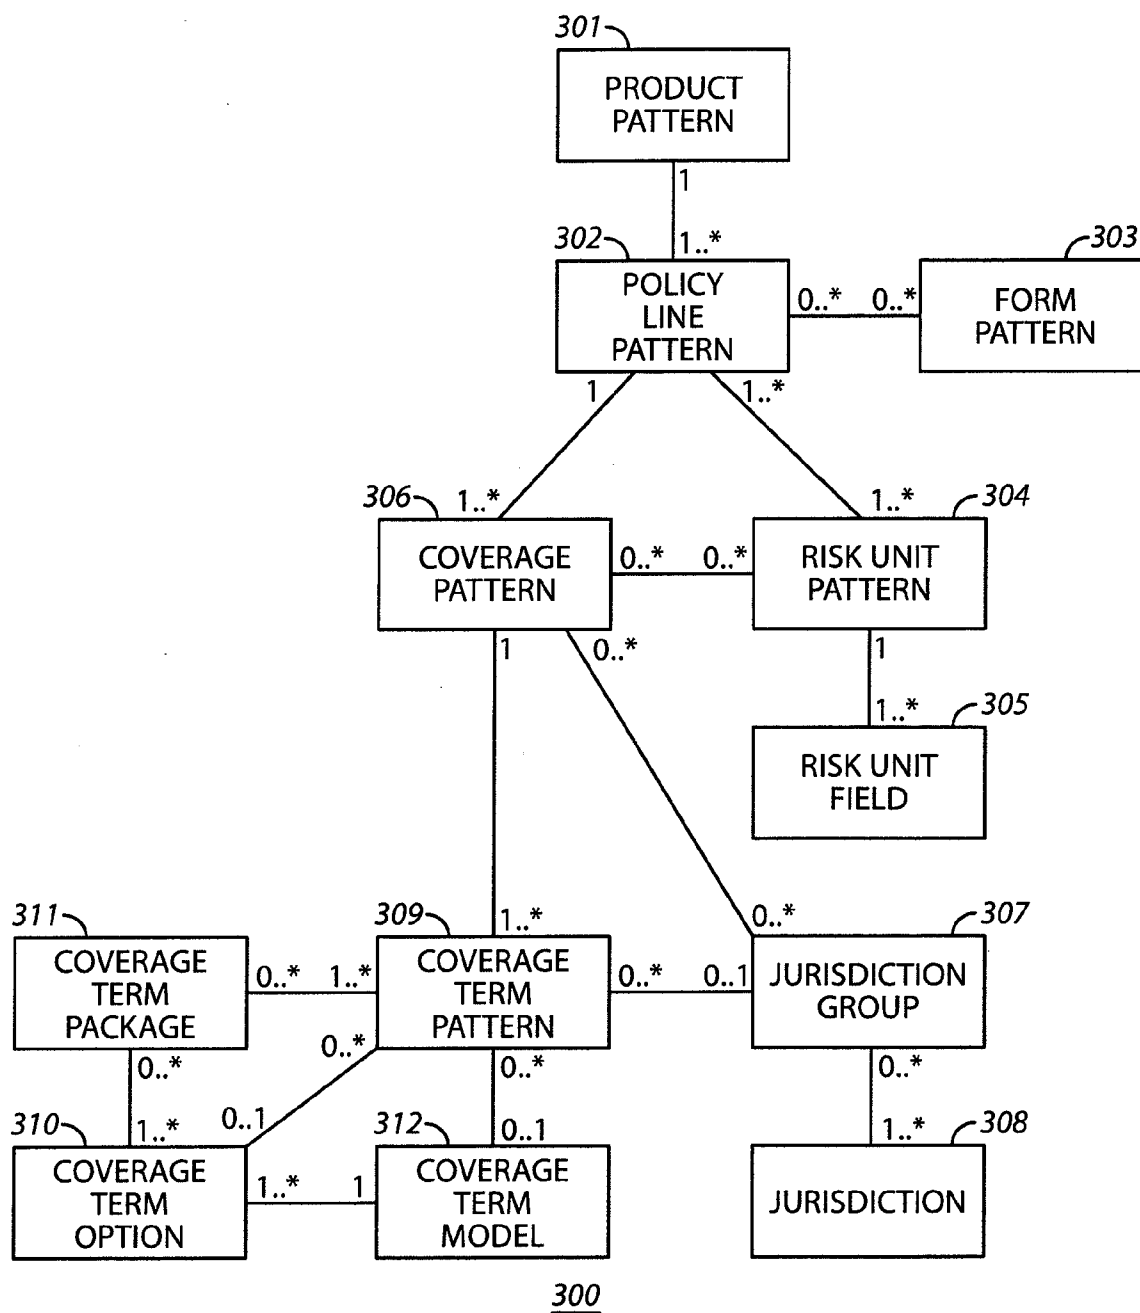 301
PRODUCT
PATTERN
1
302
1..*
303
POLICY
LINE
PATTERN
0..* 0..*
FORM
PATTERN
1
1..*
306
1..*
1..*
304
COVERAGE
PATTERN
0..* 0..*
RISK UNIT
PATTERN
1
0..*
1
1..*
305
RISK UNIT
FIELD
311
309
1..*
0..*
307
COVERAGE
TERM
PACKAGE
0..* 1..*
COVERAGE
TERM
PATTERN
0..* 0..1
JURISDICTION
GROUP
0..*
0..*
0..*
0..*
310
1..*
0..1
312
0..1
1..*
308
COVERAGE
TERM
OPTION
1..* 1
COVERAGE
TERM
MODEL
JURISDICTION
300